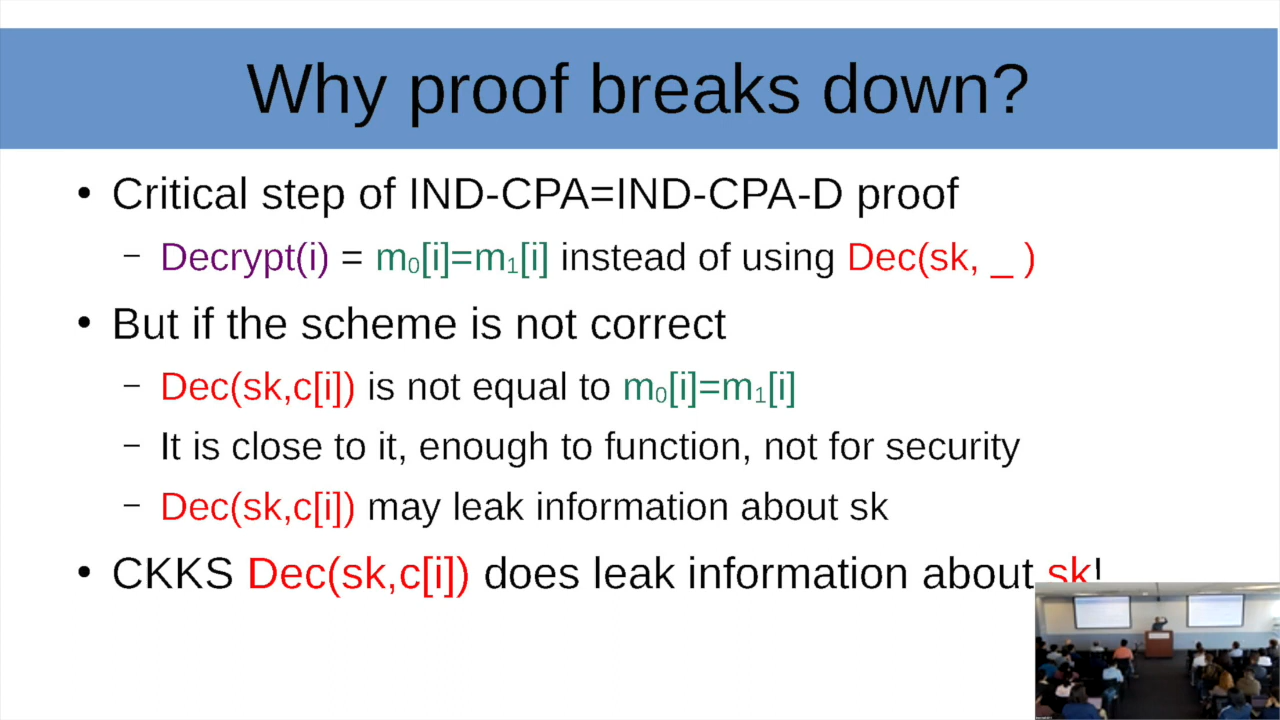 Why proof breaks down?
• Critical step of IND-CPA=IND-CPA-D proof
– Decrypt(i) = m₀[i]=m₁[i] instead of using Dec(sk, _ )
• But if the scheme is not correct
– Dec(sk,c[i]) is not equal to m₀[i]=m₁[i]
– It is close to it, enough to function, not for security
– Dec(sk,c[i]) may leak information about sk
• CKKS Dec(sk,c[i]) does leak information about sk!